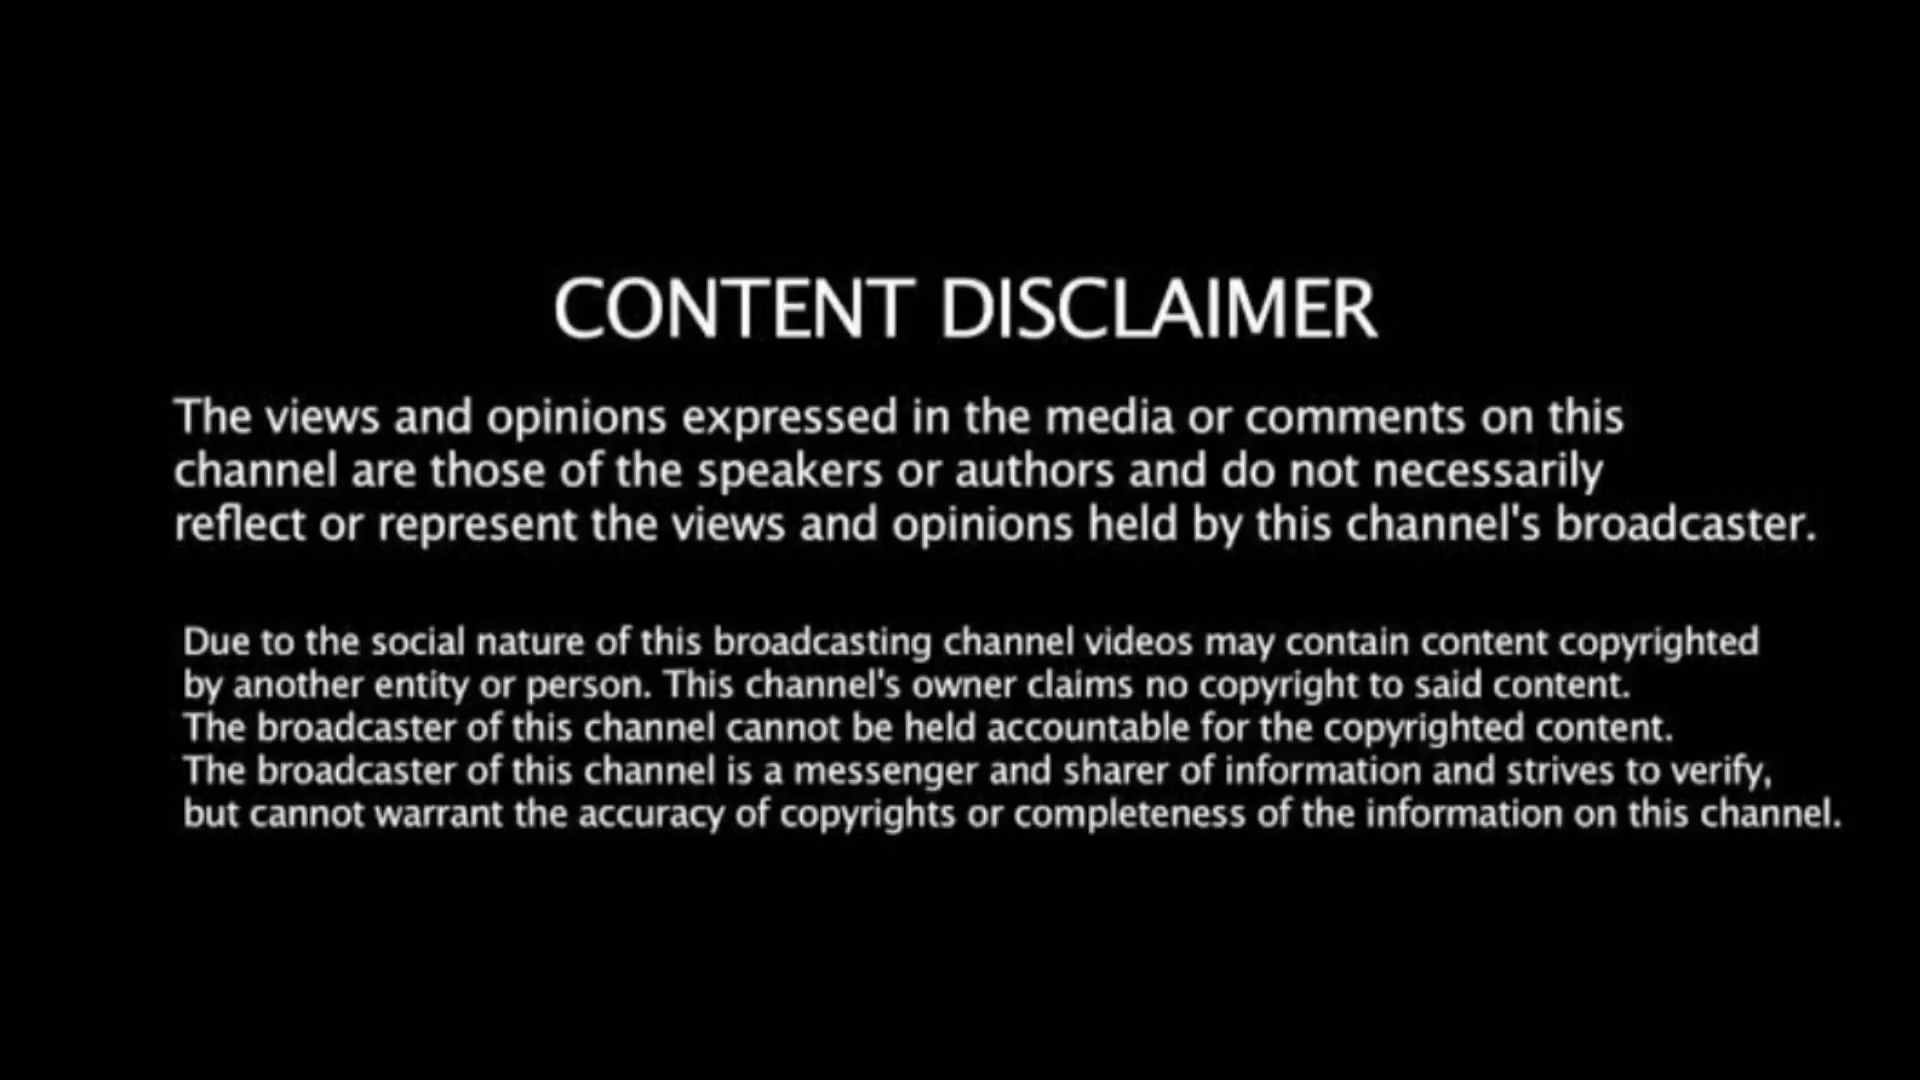 CONTENT DISCLAIMER
The views and opinions expressed in the media or comments on this
channel are those of the speakers or authors and do not necessarily
reflect or represent the views and opinions held by this channel's broadcaster.
Due to the social nature of this broadcasting channel videos may contain content copyrighted
by another entity or person. This channel's owner claims no copyright to said content.
The broadcaster of this channel cannot be held accountable for the copyrighted content.
The broadcaster of this channel is a messenger and sharer of information and strives to verify,
but cannot warrant the accuracy of copyrights or completeness of the information on this channel.